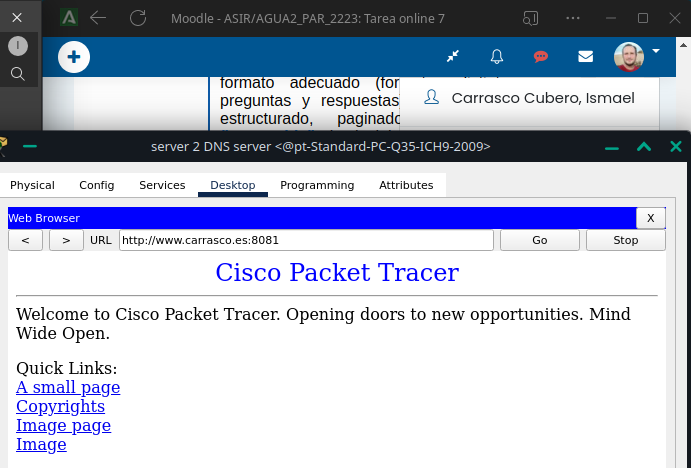 Moodle - ASIR/AGUA2_PAR_2223: Tarea online 7
I
formato adecuado (for
preguntas y respuestas
estructurado, paginado
Carrasco Cubero, Ismael
server 2 DNS server <@pt-Standard-PC-Q35-ICH9-2009>
Physical Config Services Desktop Programming Attributes
Web Browser X
< > URL http://www.carrasco.es:8081 Go Stop
Cisco Packet Tracer
Welcome to Cisco Packet Tracer. Opening doors to new opportunities. Mind
Wide Open.
Quick Links:
A small page
Copyrights
Image page
Image